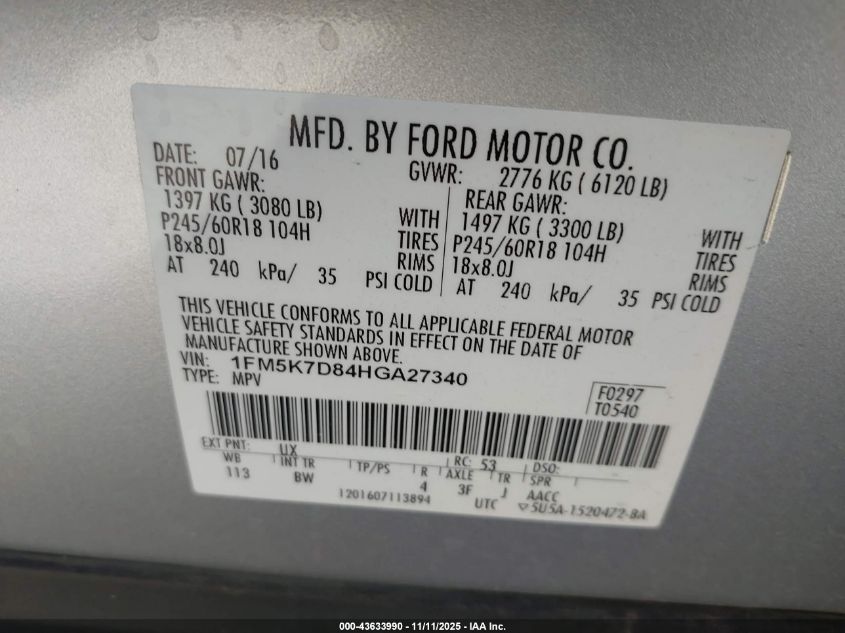 MFD. BY FORD MOTOR CO.
DATE: 07/16
GVWR: 2776 KG ( 6120 LB)
FRONT GAWR:
1397 KG ( 3080 LB) WITH
P245/60R18 104H TIRES
18x8.0J RIMS
AT 240 kPa/ 35 PSI COLD
REAR GAWR:
1497 KG ( 3300 LB) WITH
P245/60R18 104H TIRES
18x8.0J RIMS
AT 240 kPa/ 35 PSI COLD
THIS VEHICLE CONFORMS TO ALL APPLICABLE FEDERAL MOTOR
VEHICLE SAFETY STANDARDS IN EFFECT ON THE DATE OF
MANUFACTURE SHOWN ABOVE.
VIN: 1FM5K7D84HGA27340
TYPE: MPV
F0297
T0540
EXT PNT: UX RC: 53 DSO:
WB INT TR TP/PS R AXLE TR SPR
113 BW 4 3F J AACC
1201607113894 UTC ▽5U5A-1520472-BA
000-43633990 - 11/11/2025 - IAA Inc.